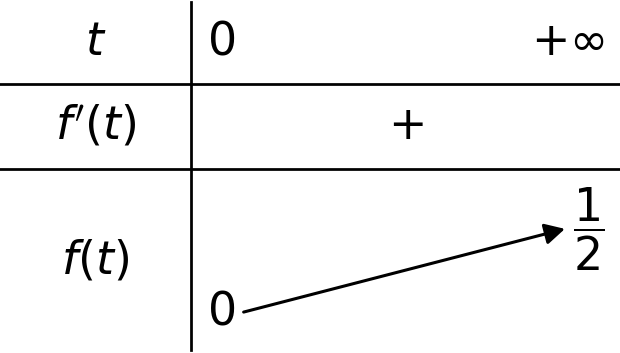 t 0 +∞
f′(t) +
f(t) 0 1/2